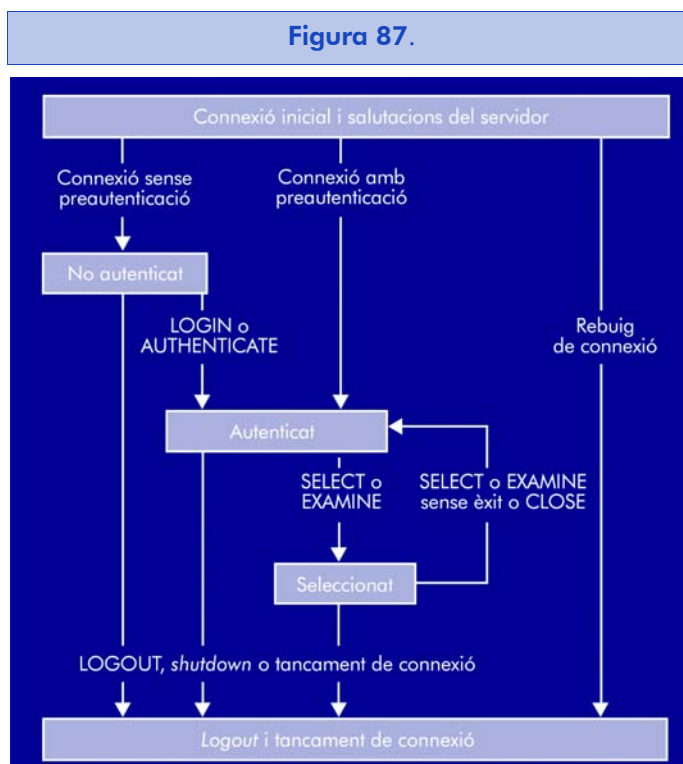 Figura 87.
Connexió inicial i salutacions del servidor
Connexió sense
preautenticació
Connexió amb
preautenticació
No autenticat
LOGIN o
AUTHENTICATE
Rebuig
de connexió
Autenticat
SELECT o
EXAMINE
SELECT o EXAMINE
sense èxit o CLOSE
Seleccionat
LOGOUT, shutdown o tancament de connexió
Logout i tancament de connexió